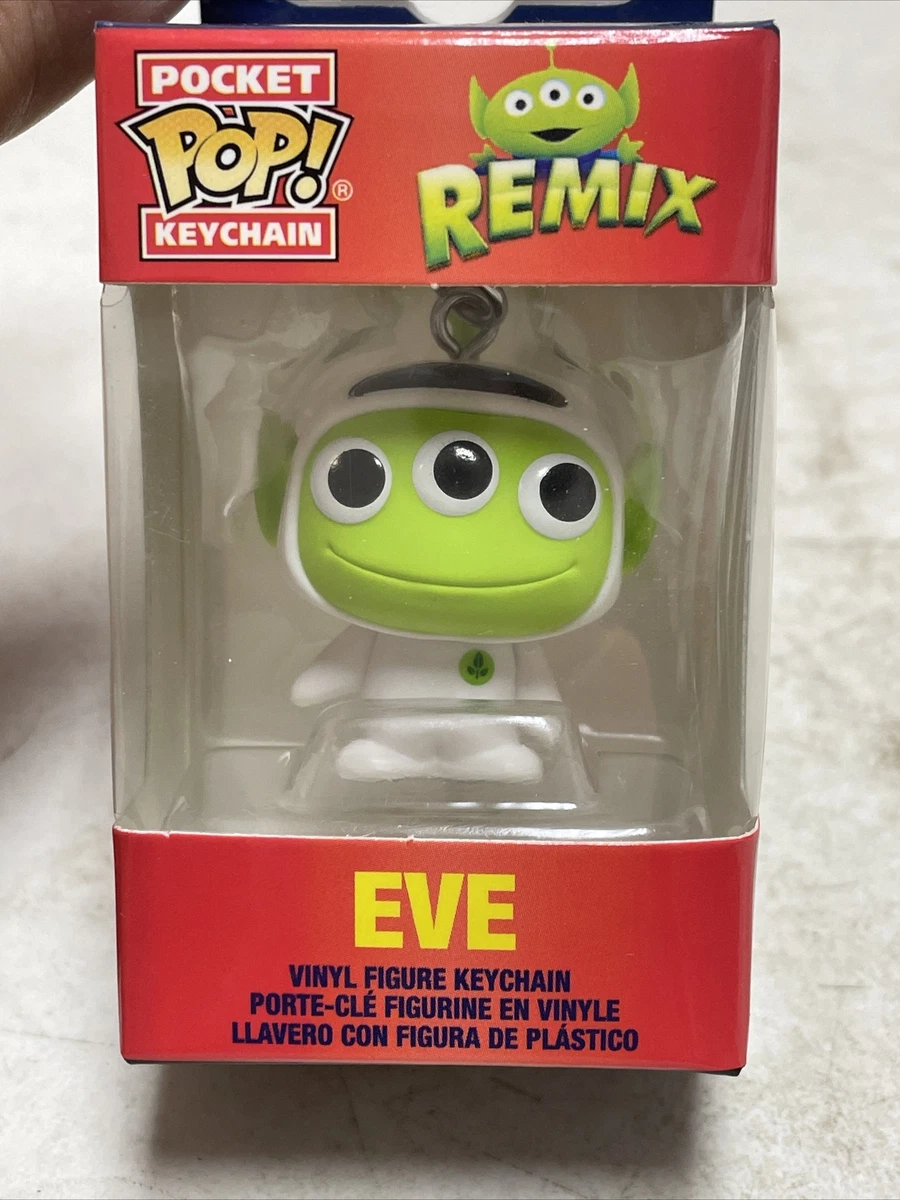 POCKET
POP!®
KEYCHAIN
REMIX
EVE
VINYL FIGURE KEYCHAIN
PORTE-CLÉ FIGURINE EN VINYLE
LLAVERO CON FIGURA DE PLÁSTICO